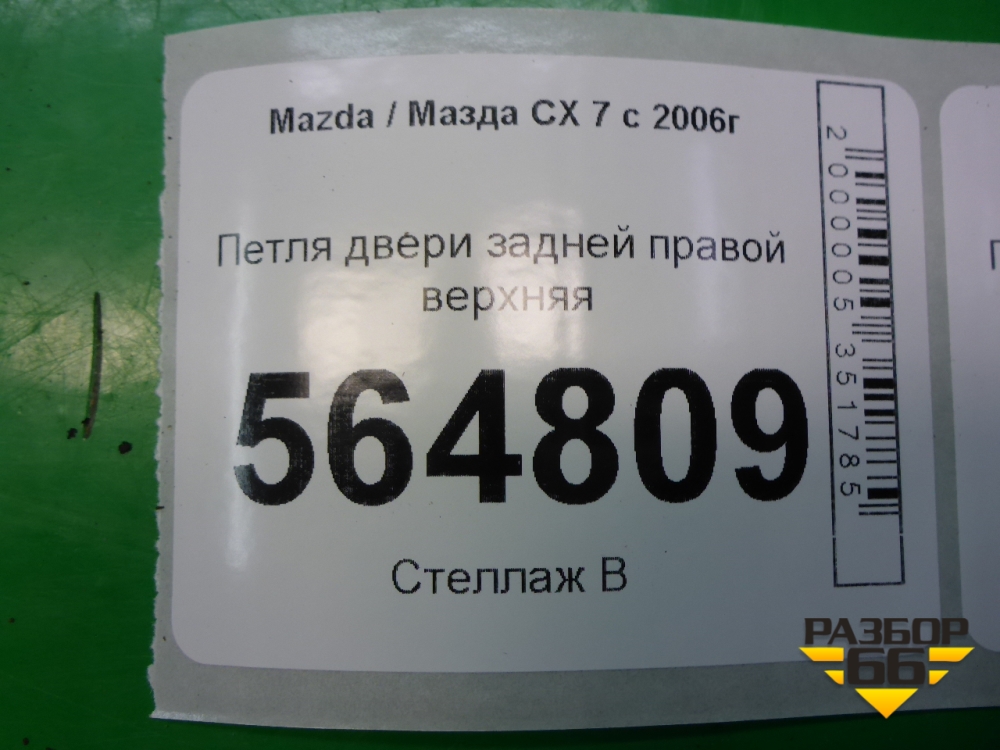 Mazda / Мазда CX 7 с 2006г
Петля двери задней правой
верхняя
564809
Стеллаж В
2000005351785
РАЗБОР
66